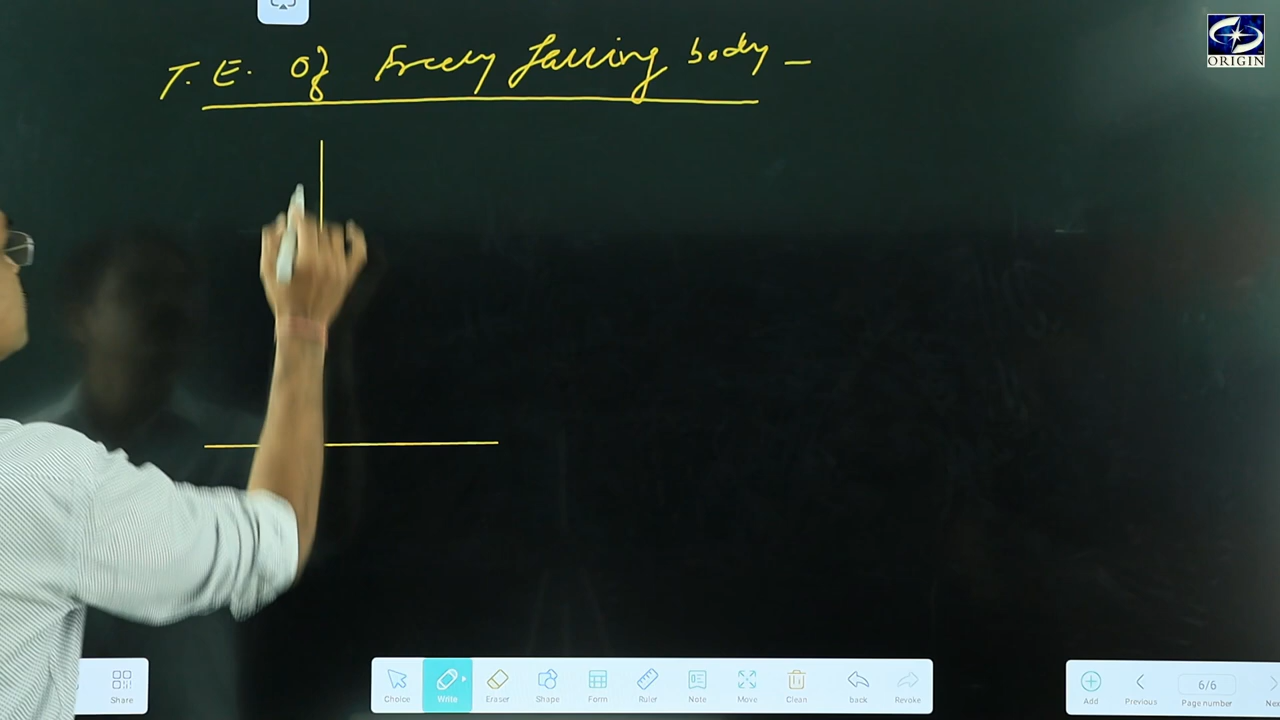 T.E. of Freely falling body -
ORIGIN
Share
Choice Write Eraser Shape Form Ruler Note Move Clean back Revoke
Add Previous 6/6 Page number